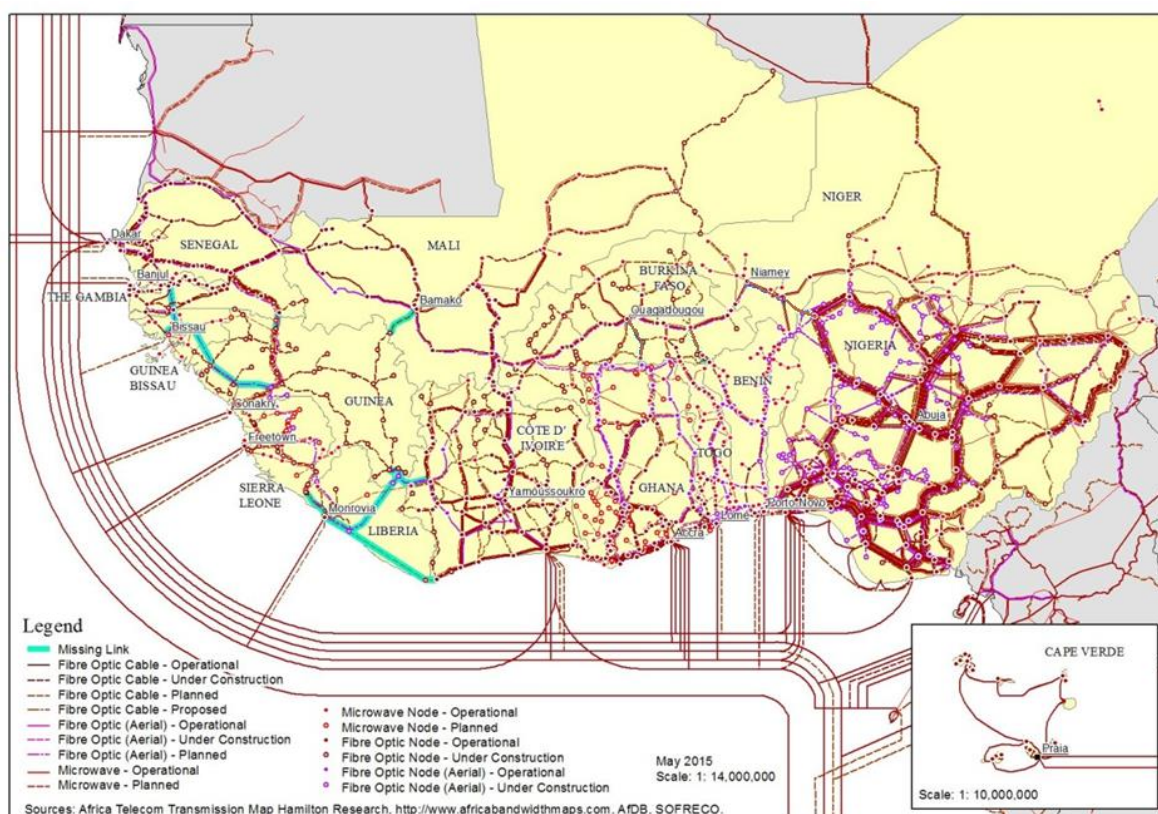 Dakar
SENEGAL
MALI
NIGER
Banjul
THE GAMBIA
Bamako
BURKINA
FASO
Niamey
Ouagadougou
Bissau
GUINEA
BISSAU
GUINEA
BENIN
NIGERIA
Conakry
Abuja
Freetown
CÔTE D'
IVOIRE
TOGO
SIERRA
LEONE
Yamoussoukro
GHANA
Monrovia
Porto Novo
Lome
LIBERIA
Accra
Legend
Missing Link
Fibre Optic Cable - Operational
Fibre Optic Cable - Under Construction
Fibre Optic Cable - Planned
Fibre Optic Cable - Proposed
Fibre Optic (Aerial) - Operational
Fibre Optic (Aerial) - Under Construction
Fibre Optic (Aerial) - Planned
Microwave - Operational
Microwave - Planned
Microwave Node - Operational
Microwave Node - Planned
Fibre Optic Node - Operational
Fibre Optic Node - Under Construction
Fibre Optic Node (Aerial) - Operational
Fibre Optic Node (Aerial) - Under Construction
May 2015
Scale: 1: 14,000,000
CAPE VERDE
Praia
Scale: 1: 10,000,000
Sources: Africa Telecom Transmission Map Hamilton Research, http://www.africabandwidthmaps.com, AfDB, SOFRECO.